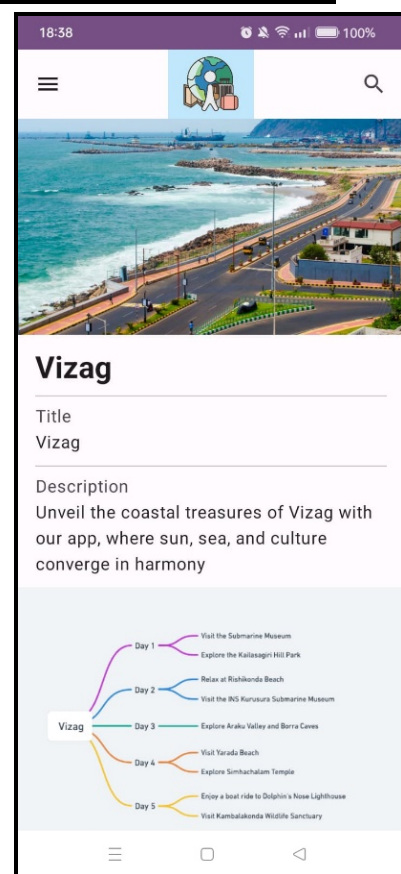 18:38
100%
Vizag
Title
Vizag
Description
Unveil the coastal treasures of Vizag with
our app, where sun, sea, and culture
converge in harmony
Visit the Submarine Museum
Day 1
Explore the Kailasagiri Hill Park
Relax at Rishikonda Beach
Day 2
Visit the INS Kurusura Submarine Museum
Vizag
Day 3
Explore Araku Valley and Borra Caves
Visit Yarada Beach
Day 4
Explore Simhachalam Temple
Enjoy a boat ride to Dolphin's Nose Lighthouse
Day 5
Visit Kambalakonda Wildlife Sanctuary